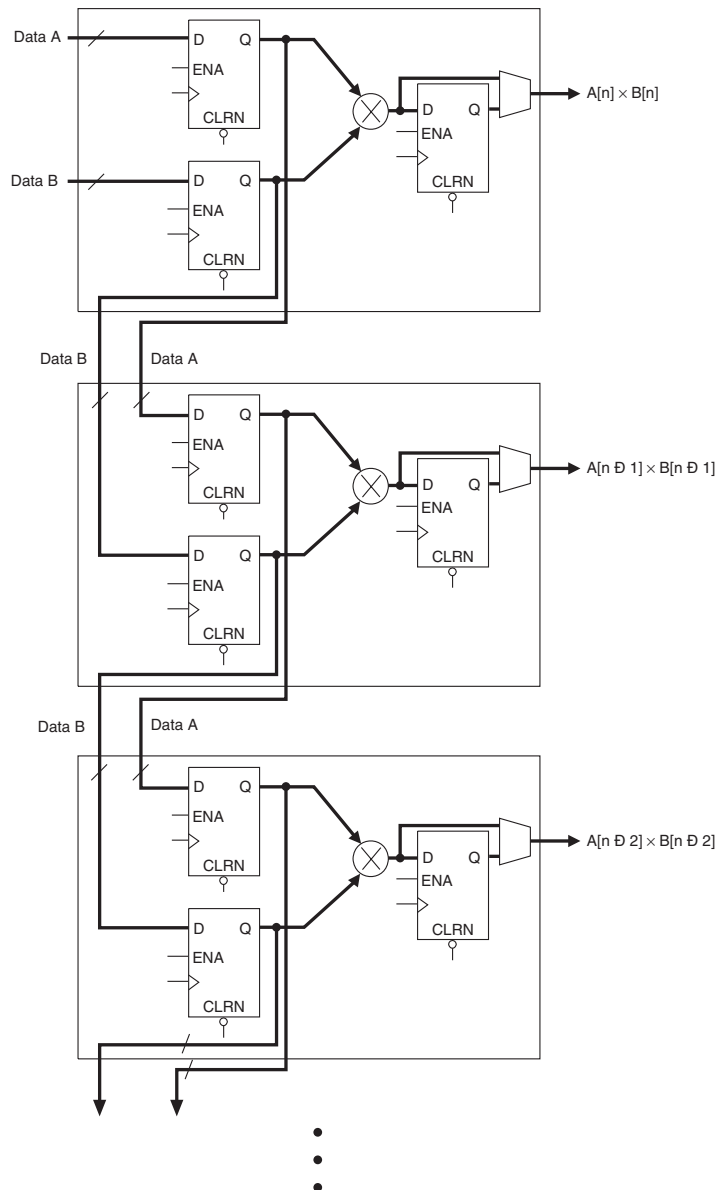 Data A
D Q
ENA
CLRN
D Q
ENA
CLRN
A[n] × B[n]
Data B
D Q
ENA
CLRN
Data B
Data A
D Q
ENA
CLRN
D Q
ENA
CLRN
A[n Ð 1] × B[n Ð 1]
D Q
ENA
CLRN
Data B
Data A
D Q
ENA
CLRN
D Q
ENA
CLRN
A[n Ð 2] × B[n Ð 2]
D Q
ENA
CLRN